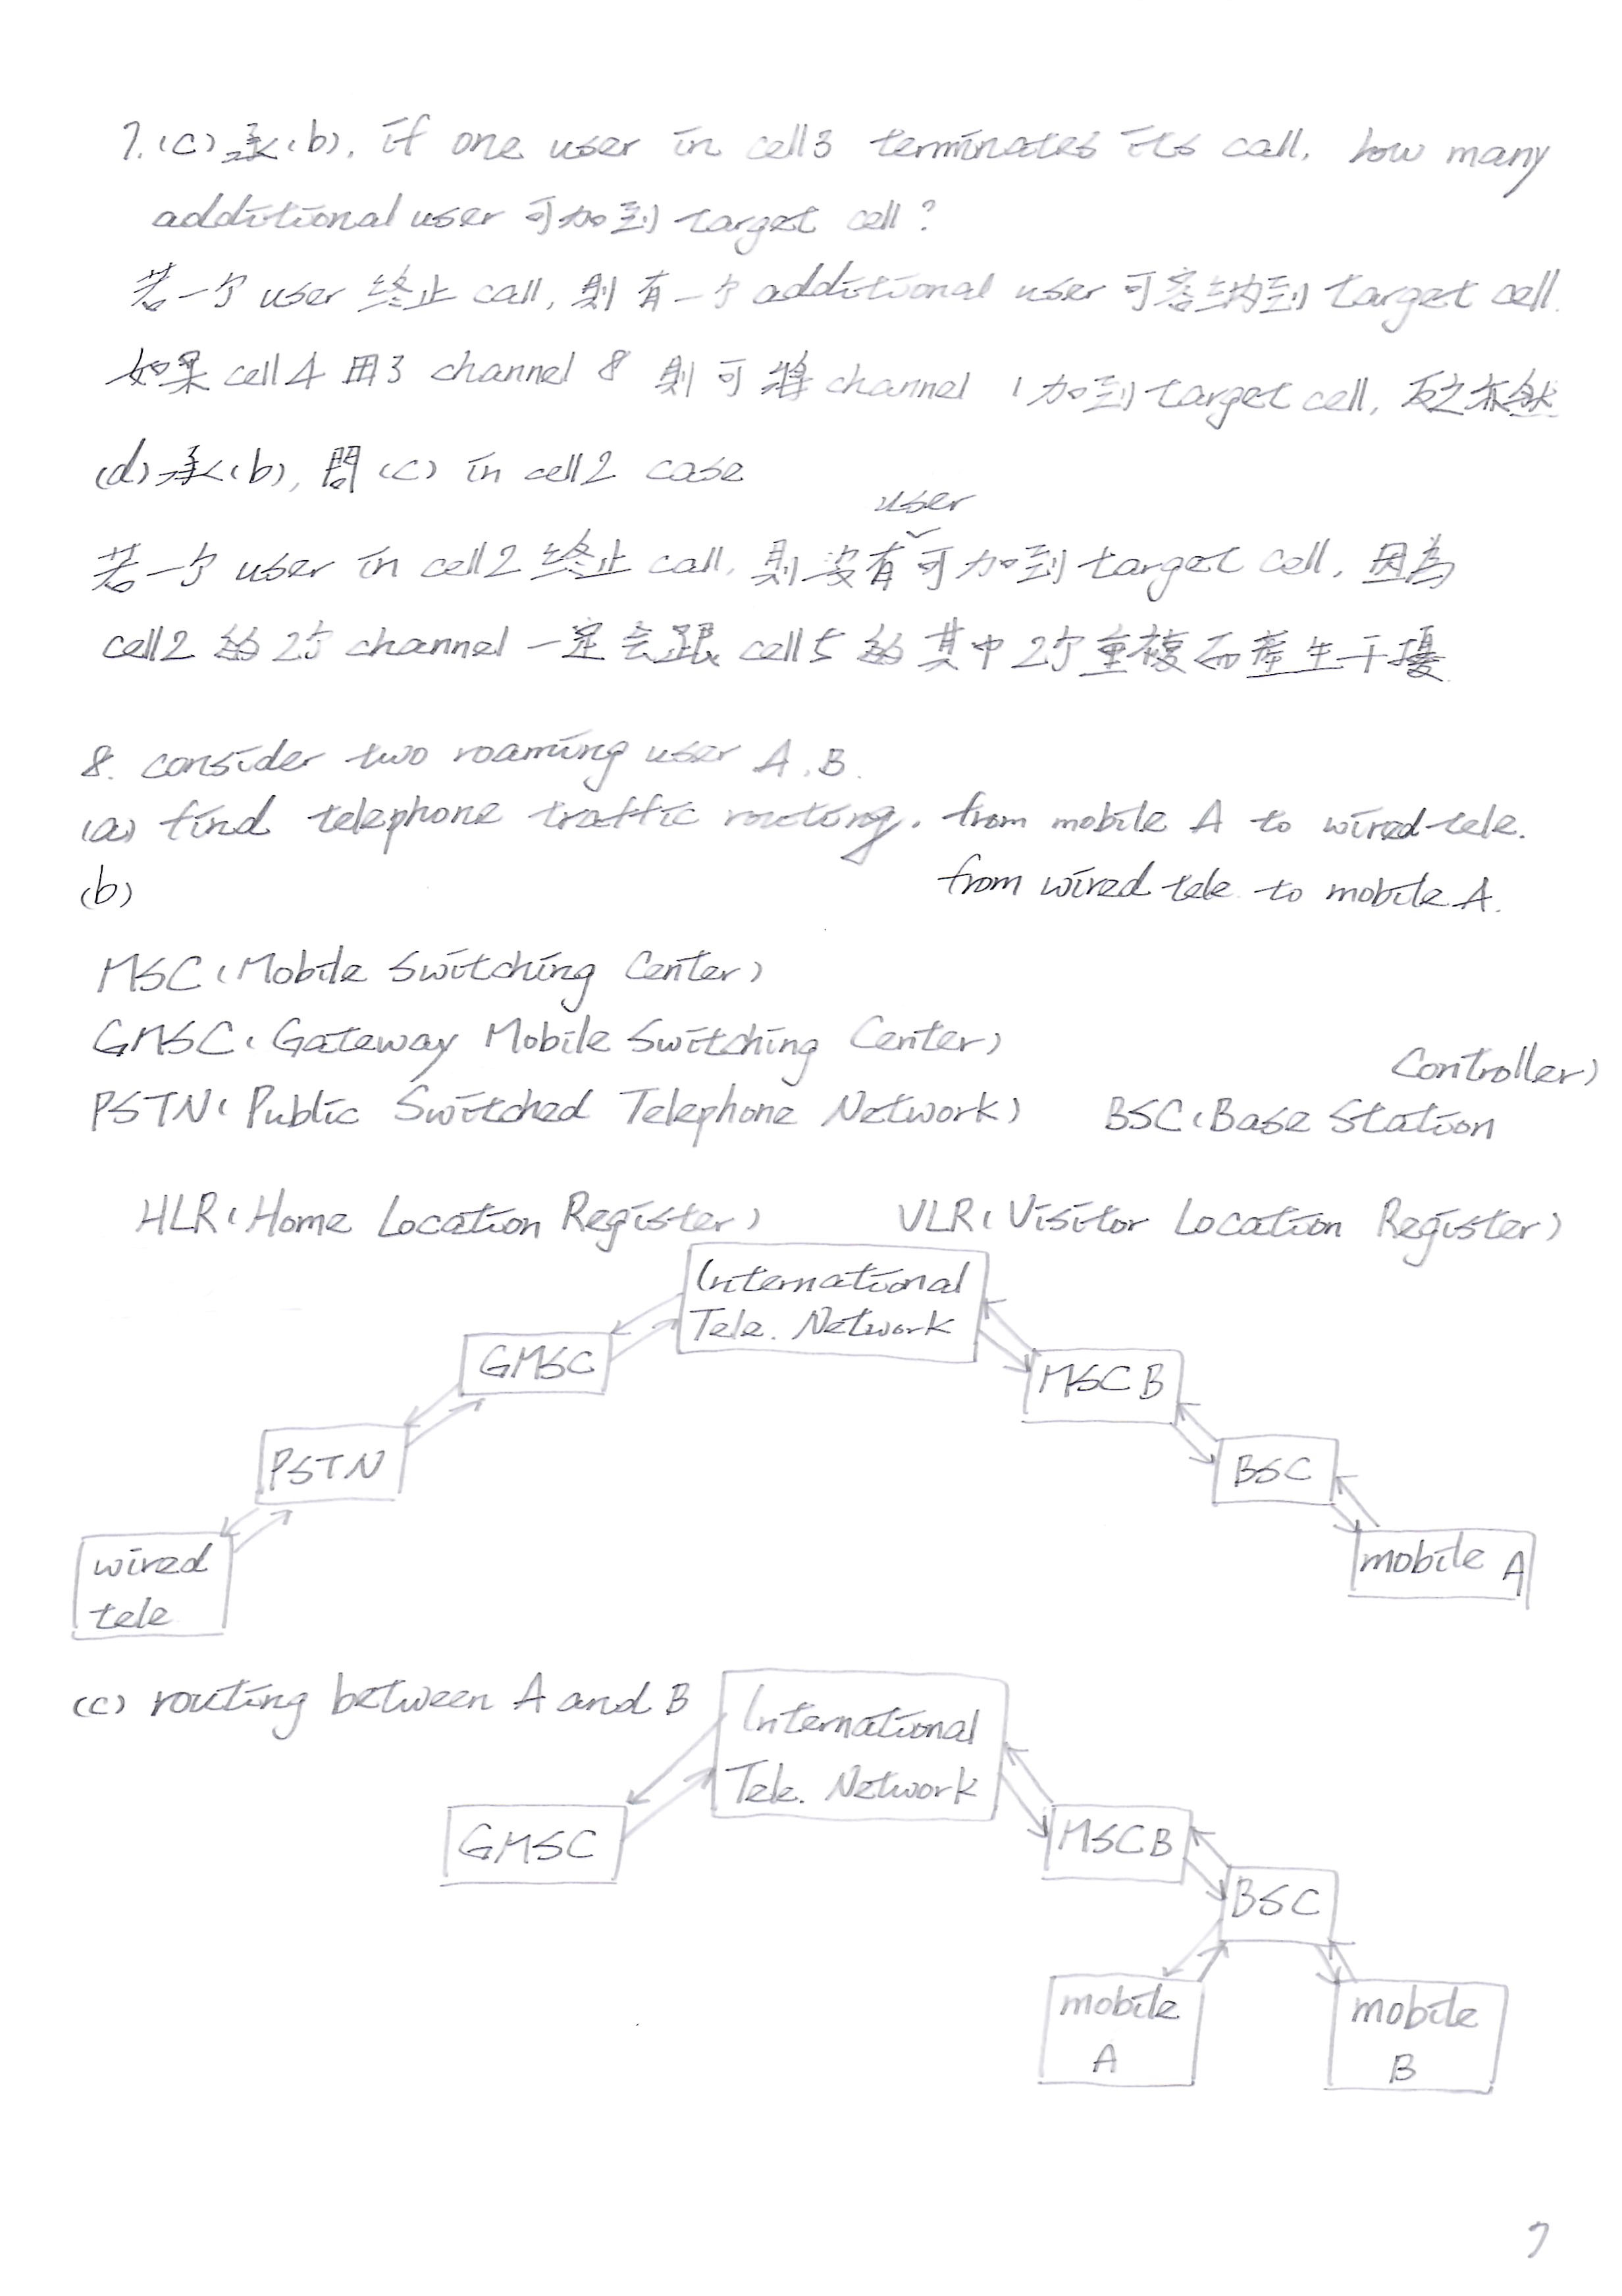 7.(c)承(b), if one user in cell3 terminates its call, how many
additional user 可加到 target cell?
若一个 user 終止 call, 則有一个 additional user 可容納到 target cell.
如果 cell 4 用3 channel 8 則可將 channel 1 加到 target cell, 反之亦然
(d)承(b), 問(c) in cell2 case
若一个 user in cell2 終止 call, 則沒有 user 可加到 target cell, 因為
cell2 的 2个 channel 一定会跟 cell5 的其中2个重複而產生干擾
8. consider two roaming user A, B.
(a) find telephone traffic routing. from mobile A to wired tele.
(b) from wired tele to mobile A.
MSC(Mobile Switching Center)
GMSC(Gateway Mobile Switching Center)
PSTN(Public Switched Telephone Network) BSC(Base Station Controller)
HLR(Home Location Register) VLR(Visitor Location Register)
International
Tele. Network
GMSC
MSC B
PSTN
BSC
wired
tele
mobile A
(c) routing between A and B
International
Tele. Network
GMSC
MSC B
BSC
mobile
A
mobile
B
7